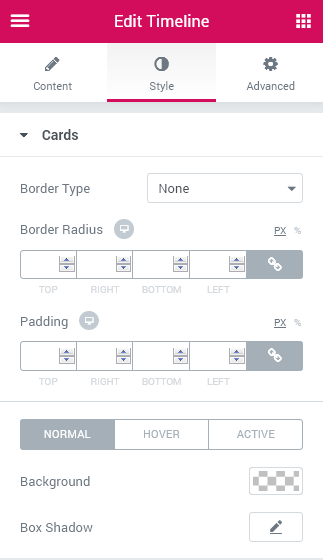 Edit Timeline
Content Style Advanced
Cards
Border Type None
Border Radius PX %
TOP RIGHT BOTTOM LEFT
Padding PX %
TOP RIGHT BOTTOM LEFT
NORMAL HOVER ACTIVE
Background
Box Shadow